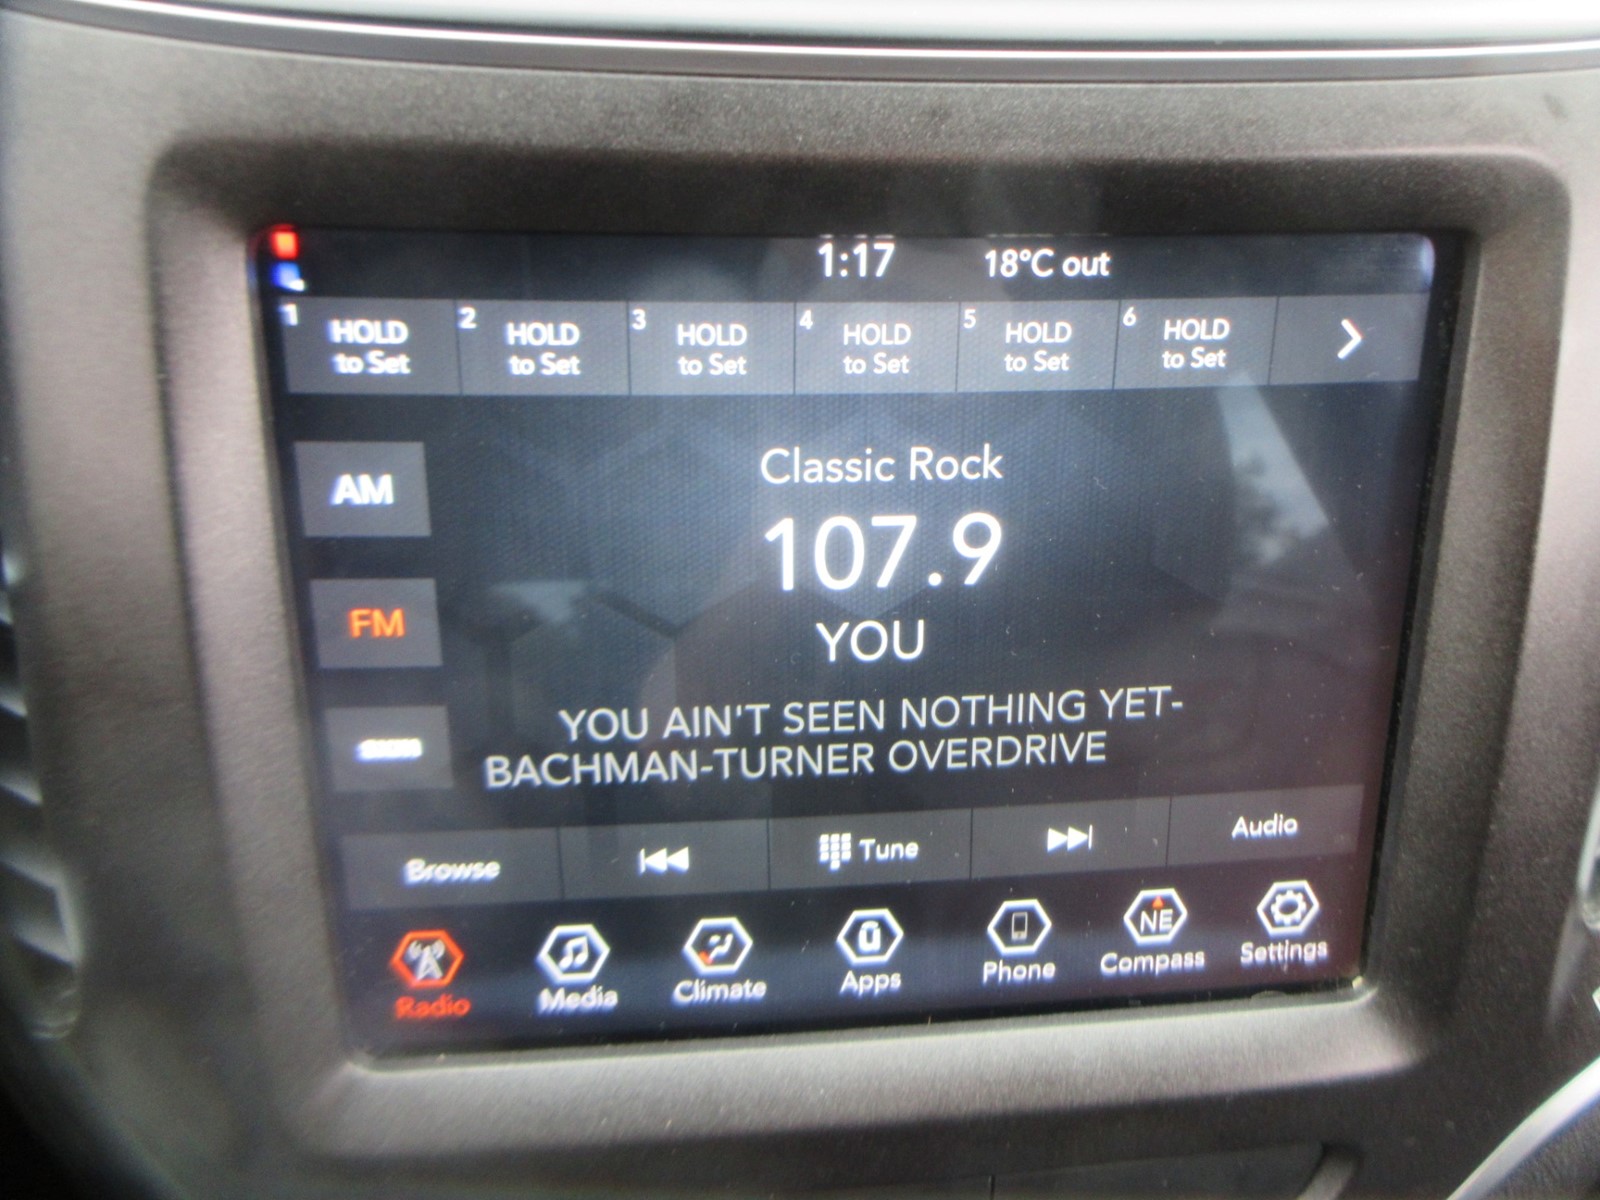 1:17 18°C out
1 HOLD to Set
2 HOLD to Set
3 HOLD to Set
4 HOLD to Set
5 HOLD to Set
6 HOLD to Set
AM
Classic Rock
107.9
FM
YOU
YOU AIN'T SEEN NOTHING YET-
BACHMAN-TURNER OVERDRIVE
Browse Tune Audio
NE
Radio Media Climate Apps Phone Compass Settings